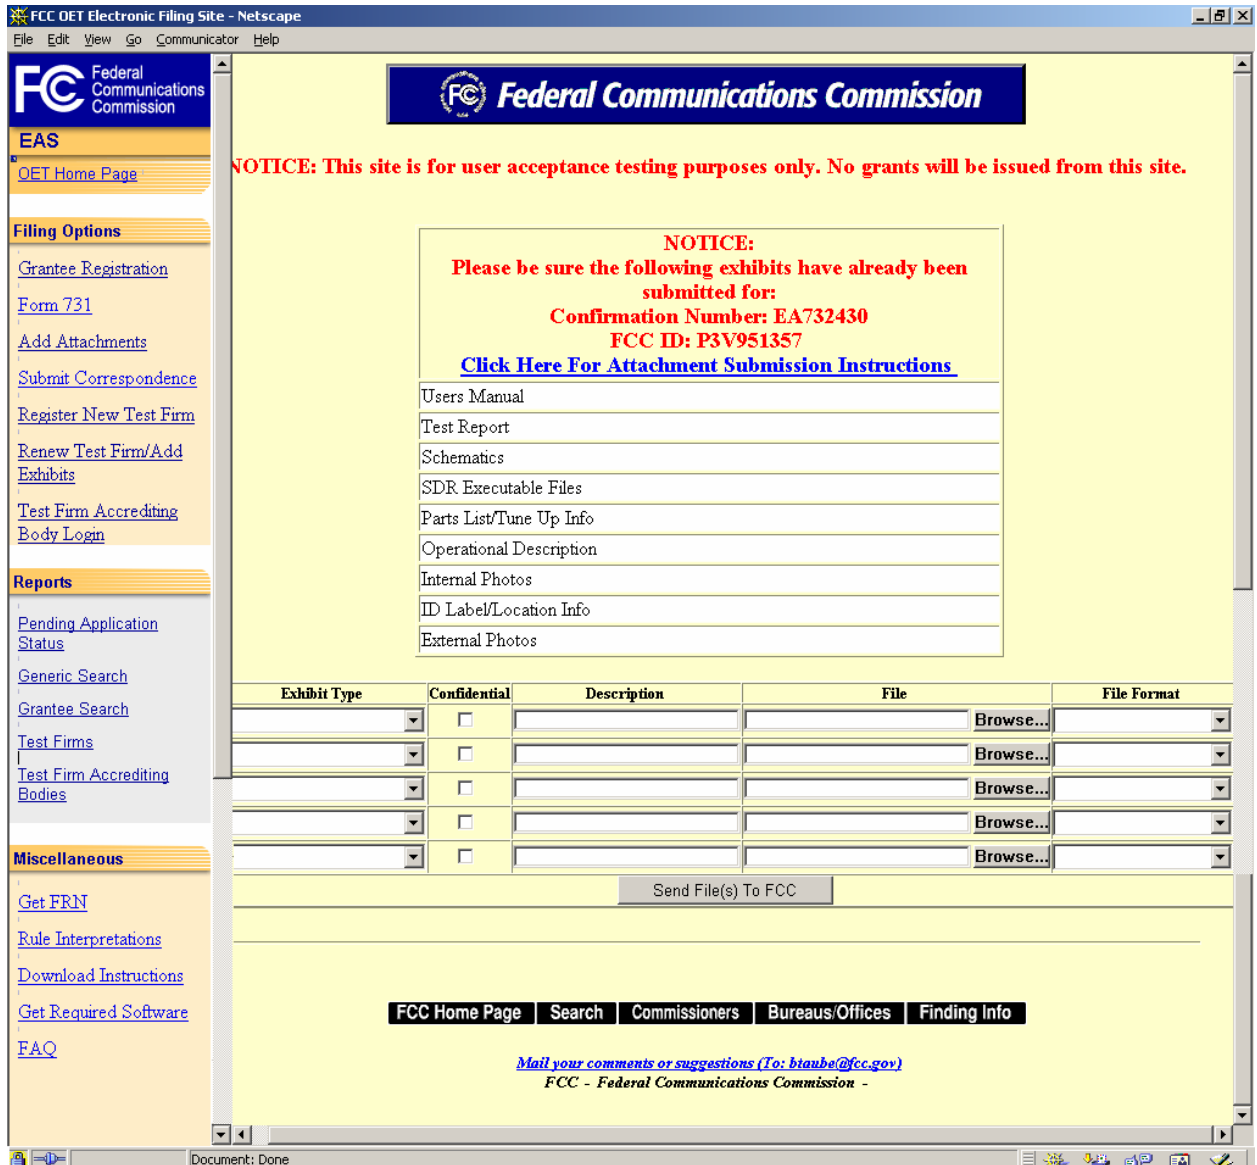 FCC OET Electronic Filing Site - Netscape
File Edit View Go Communicator Help
FCC Federal
Communications
Commission
EAS
OET Home Page
Filing Options
Grantee Registration
Form 731
Add Attachments
Submit Correspondence
Register New Test Firm
Renew Test Firm/Add
Exhibits
Test Firm Accrediting
Body Login
Reports
Pending Application
Status
Generic Search
Grantee Search
Test Firms
Test Firm Accrediting
Bodies
Miscellaneous
Get FRN
Rule Interpretations
Download Instructions
Get Required Software
FAQ
FCC Federal Communications Commission
NOTICE: This site is for user acceptance testing purposes only. No grants will be issued from this site.
NOTICE:
Please be sure the following exhibits have already been
submitted for:
Confirmation Number: EA732430
FCC ID: P3V951357
Click Here For Attachment Submission Instructions
Users Manual
Test Report
Schematics
SDR Executable Files
Parts List/Tune Up Info
Operational Description
Internal Photos
ID Label/Location Info
External Photos
Exhibit Type Confidential Description File File Format
Browse...
Browse...
Browse...
Browse...
Browse...
Send File(s) To FCC
FCC Home Page Search Commissioners Bureaus/Offices Finding Info
Mail your comments or suggestions (To: btaube@fcc.gov)
FCC - Federal Communications Commission -
Document: Done